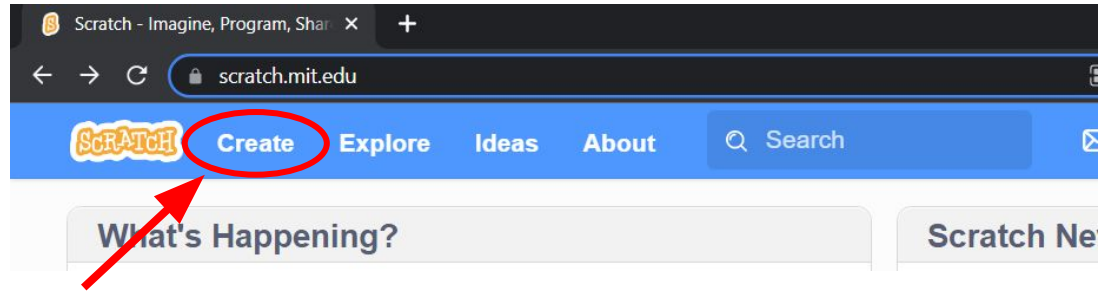 Scratch - Imagine, Program, Shar
scratch.mit.edu
SCRATCH Create Explore Ideas About Search
What's Happening? Scratch Ne